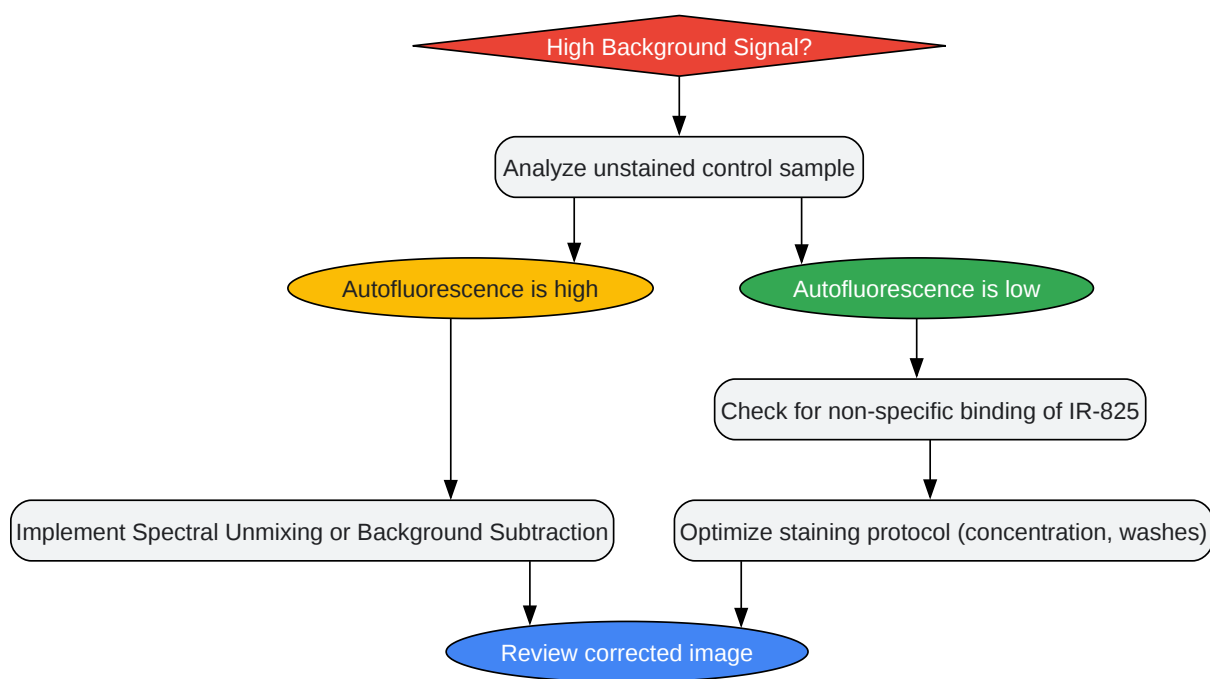 High Background Signal?
Analyze unstained control sample
Autofluorescence is high
Autofluorescence is low
Check for non-specific binding of IR-825
Implement Spectral Unmixing or Background Subtraction
Optimize staining protocol (concentration, washes)
Review corrected image